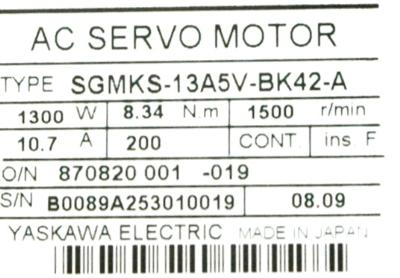 AC SERVO MOTOR
TYPE SGMKS-13A5V-BK42-A
1300 W 8.34 N.m 1500 r/min
10.7 A 200 CONT. ins. F
O/N 870820 001 -019
S/N B0089A253010019 08.09
YASKAWA ELECTRIC MADE IN JAPAN